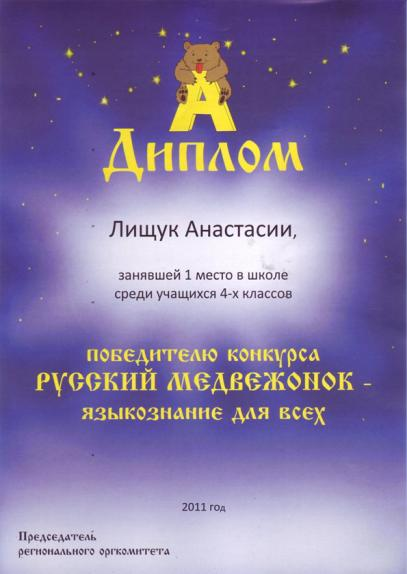 А
Диплом
Лищук Анастасии,
занявшей 1 место в школе
среди учащихся 4-х классов
победителю конкурса
РУССКИЙ МЕДВЕЖОНОК -
языкознание для всех
2011 год
Председатель
регионального оргкомитета